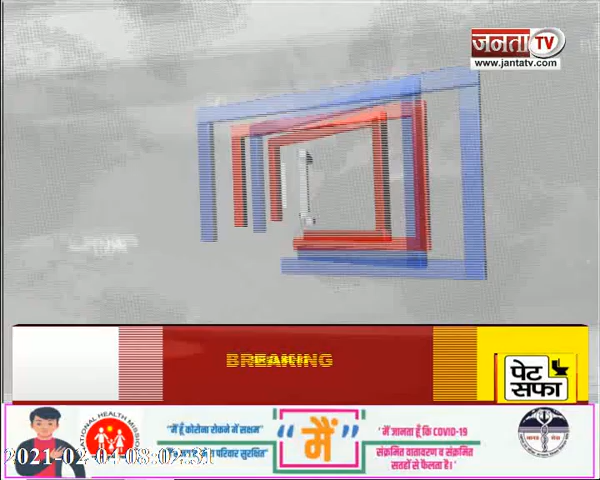 जनता TV
www.jantatv.com
BREAKING
पेट
सफा
NATIONAL HEALTH MISSION
"मैं हूँ कोरोना रोकने में सक्षम"
परिवार सुरक्षित"
"मैं"
'मैं जानता हूँ कि COVID-19
संक्रमित वातावरण व संक्रमित
सतहों से फैलता है।'
2021-02-04 08:02:31